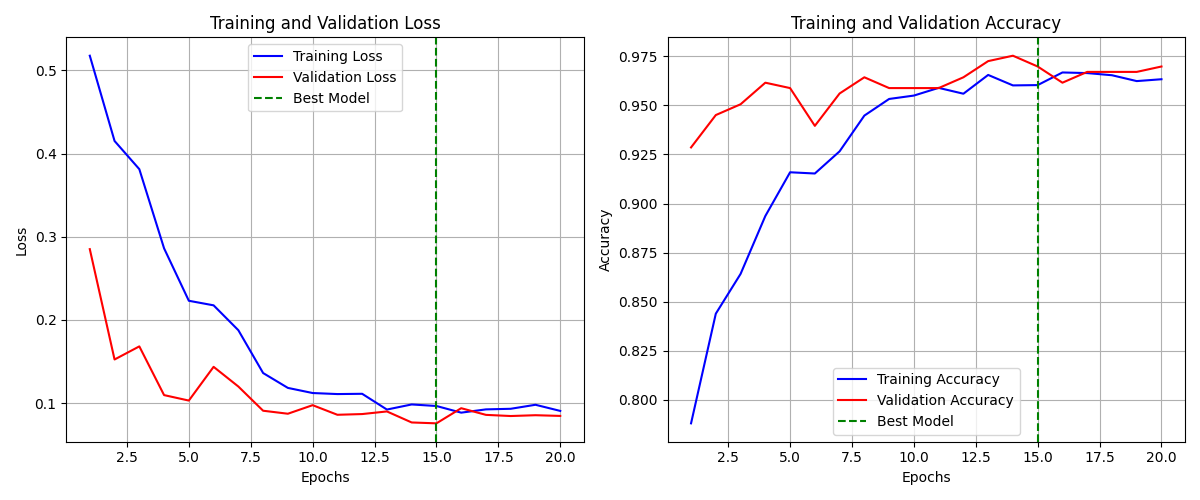 Training and Validation Loss
Training Loss
Validation Loss
Best Model
0.5
0.4
0.3
0.2
0.1
Loss
2.5 5.0 7.5 10.0 12.5 15.0 17.5 20.0
Epochs
Training and Validation Accuracy
0.975
0.950
0.925
0.900
0.875
0.850
0.825
0.800
Accuracy
Training Accuracy
Validation Accuracy
Best Model
2.5 5.0 7.5 10.0 12.5 15.0 17.5 20.0
Epochs